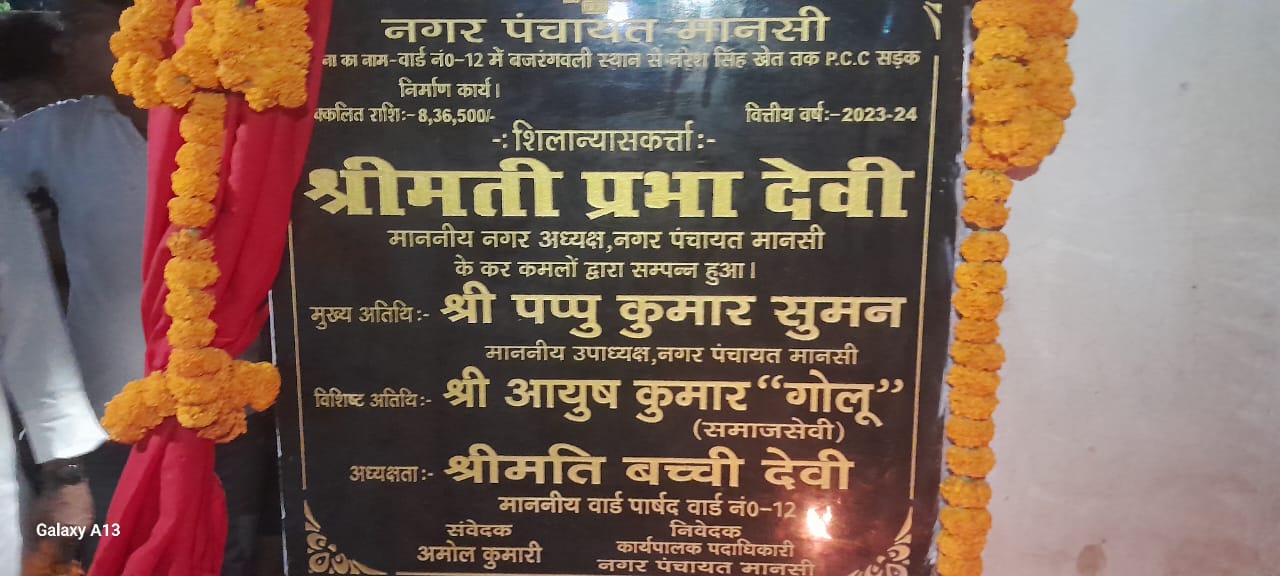 नगर पंचायत मानसी
ना का नाम-वार्ड नं0-12 में बजरंगवली स्थान से नरेश सिंह खेत तक P.C.C सड़क
निर्माण कार्य।
क्कलित राशिः-8,36,500/- वित्तीय वर्षः-2023-24
-: शिलान्यासकर्त्ता :-
श्रीमती प्रभा देवी
माननीय नगर अध्यक्ष,नगर पंचायत मानसी
के कर कमलों द्वारा सम्पन्न हुआ।
मुख्य अतिथि :- श्री पप्पु कुमार सुमन
माननीय उपाध्यक्ष,नगर पंचायत मानसी
विशिष्ट अतिथि :- श्री आयुष कुमार “गोलू”
(समाजसेवी)
अध्यक्षता :- श्रीमति बच्ची देवी
माननीय वार्ड पार्षद वार्ड नं0-12
संवेदक निवेदक
अमोल कुमारी कार्यपालक पदाधिकारी
नगर पंचायत मानसी
Galaxy A13